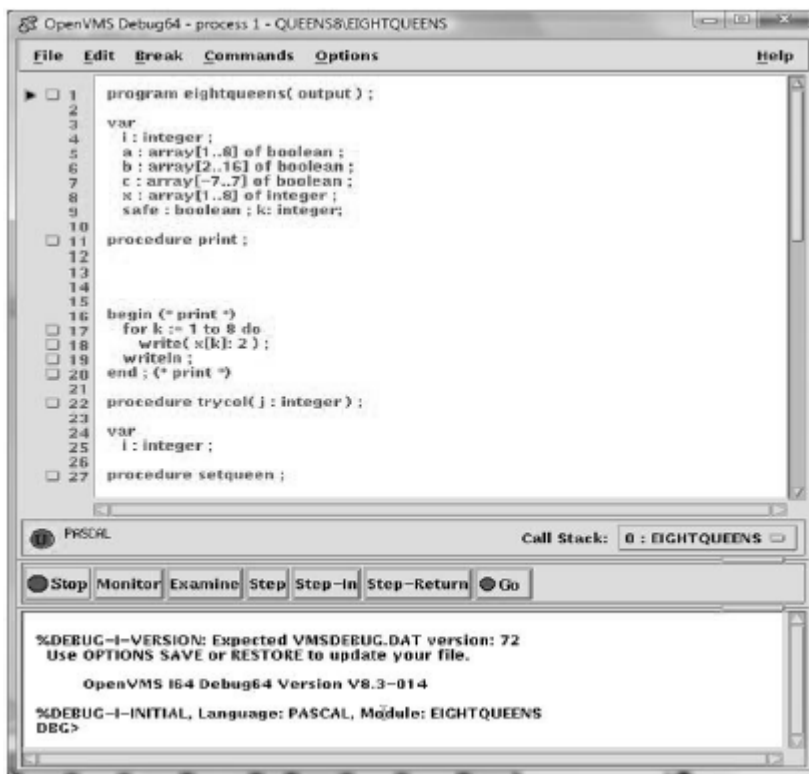 OpenVMS Debug64 - process 1 - QUEENS8\EIGHTQUEENS
File Edit Break Commands Options Help
1 program eightqueens( output ) ;
2
3 var
4 i : integer ;
5 a : array[1..8] of boolean ;
6 b : array[2..16] of boolean ;
7 c : array[-7..7] of boolean ;
8 x : array[1..8] of integer ;
9 safe : boolean ; k: integer;
10
11 procedure print ;
12
13
14
15
16 begin (* print *)
17 for k := 1 to 8 do
18 write( x[k]: 2 ) ;
19 writeln ;
20 end ; (* print *)
21
22 procedure trycol( j : integer ) ;
23
24 var
25 i : integer ;
26
27 procedure setqueen ;
U PASCAL Call Stack: 0 : EIGHTQUEENS
Stop Monitor Examine Step Step-In Step-Return Go
%DEBUG-I-VERSION: Expected VMSDEBUG.DAT version: 72
Use OPTIONS SAVE or RESTORE to update your file.
OpenVMS I64 Debug64 Version V8.3-014
%DEBUG-I-INITIAL, Language: PASCAL, Module: EIGHTQUEENS
DBG>